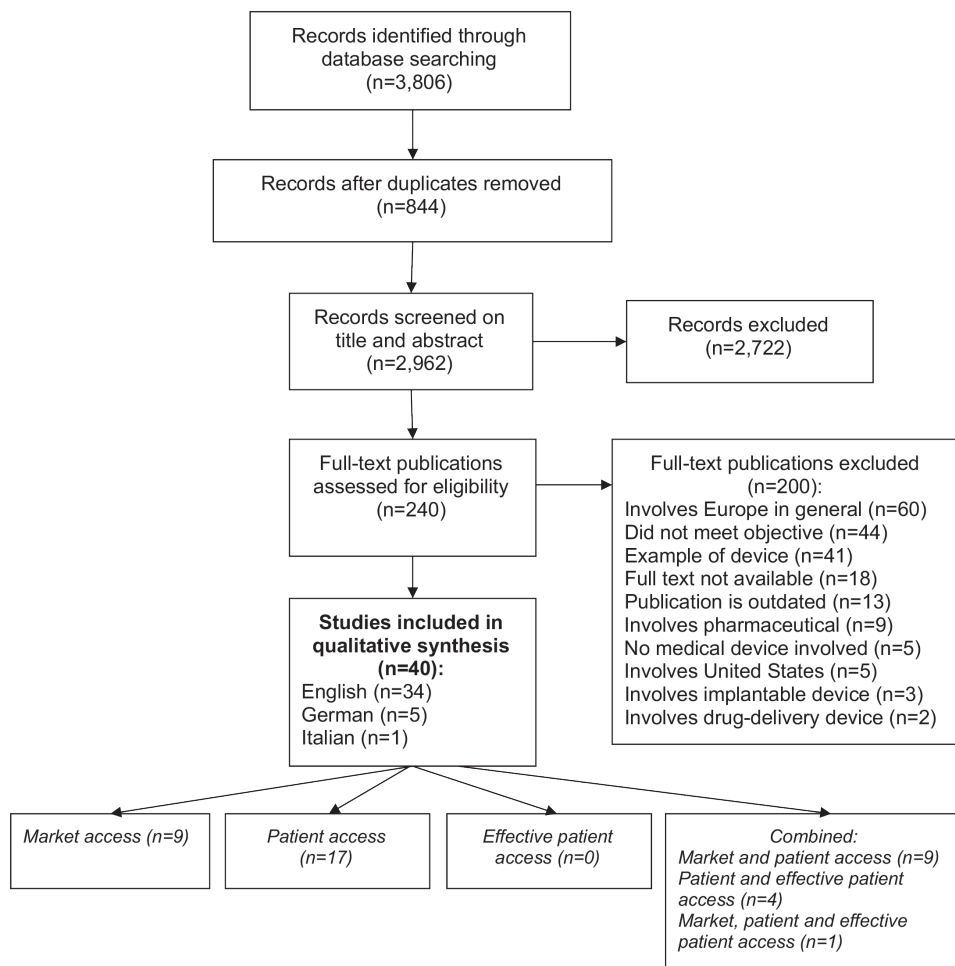 Records identified through
database searching
(n=3,806)
Records after duplicates removed
(n=844)
Records screened on
title and abstract
(n=2,962)
Records excluded
(n=2,722)
Full-text publications
assessed for eligibility
(n=240)
Full-text publications excluded
(n=200):
Involves Europe in general (n=60)
Did not meet objective (n=44)
Example of device (n=41)
Full text not available (n=18)
Publication is outdated (n=13)
Involves pharmaceutical (n=9)
No medical device involved (n=5)
Involves United States (n=5)
Involves implantable device (n=3)
Involves drug-delivery device (n=2)
Studies included in
qualitative synthesis
(n=40):
English (n=34)
German (n=5)
Italian (n=1)
Market access (n=9)
Patient access
(n=17)
Effective patient
access (n=0)
Combined:
Market and patient access (n=9)
Patient and effective patient
access (n=4)
Market, patient and effective
patient access (n=1)